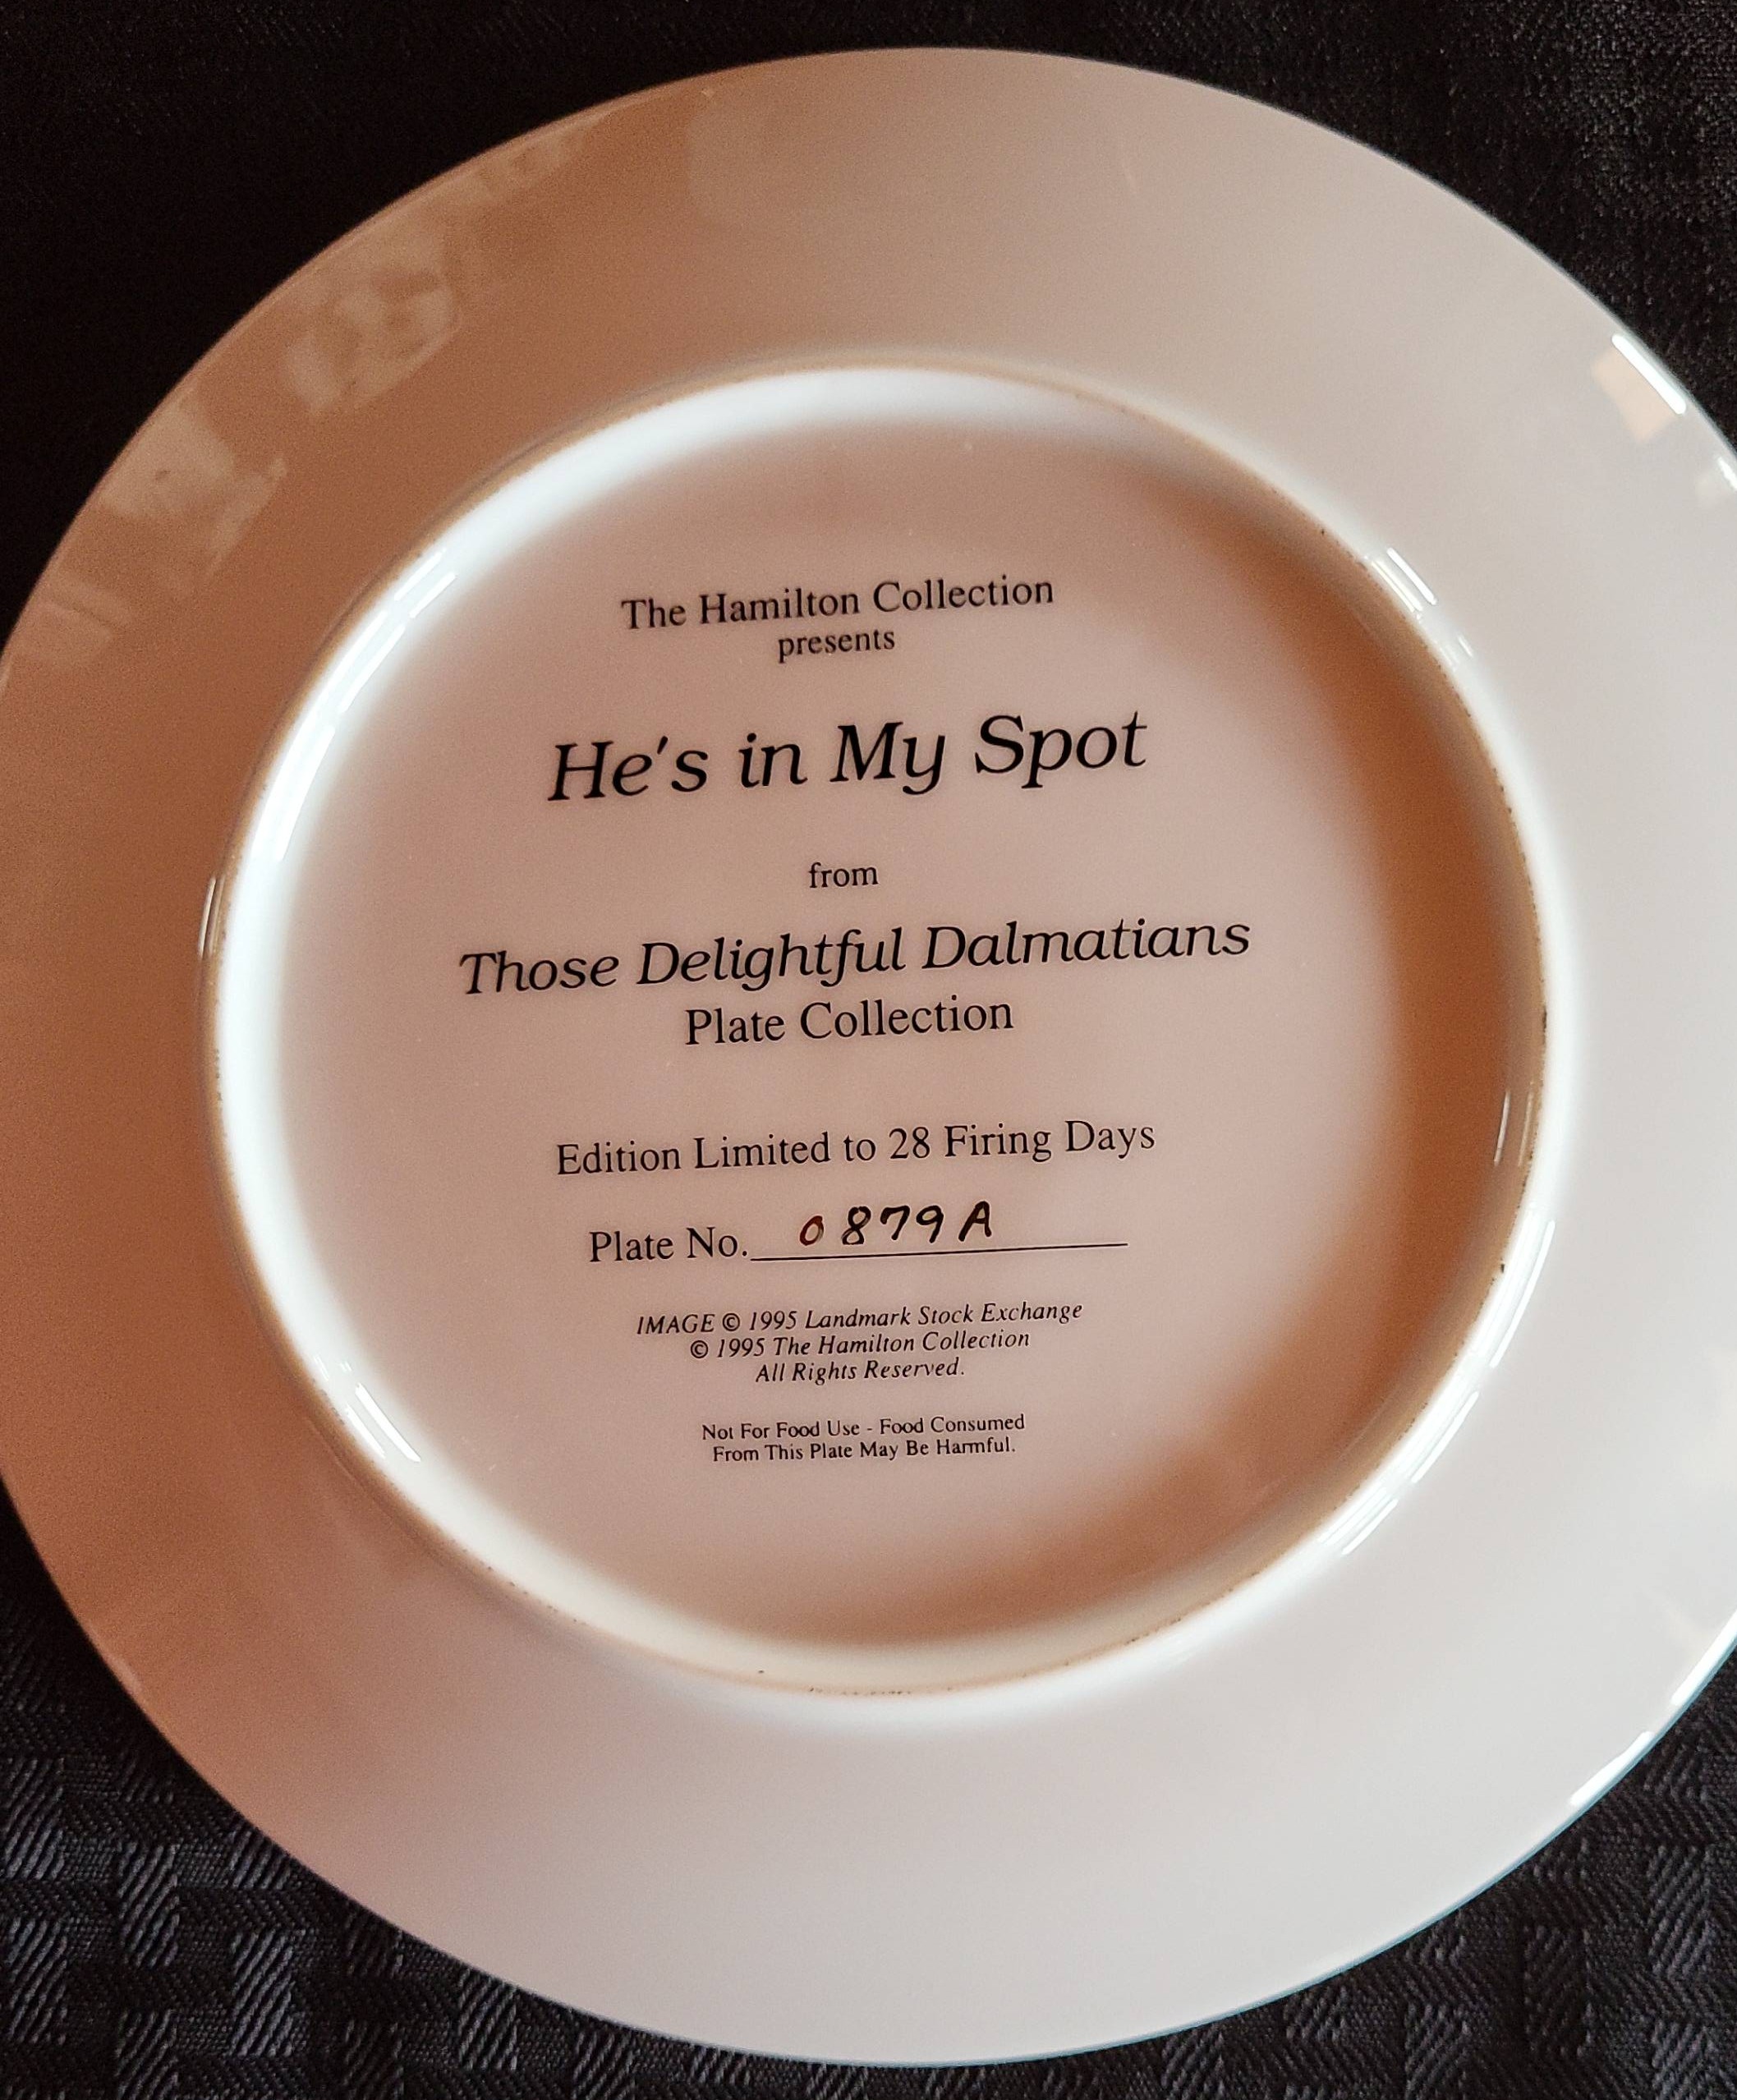 The Hamilton Collection
presents
He's in My Spot
from
Those Delightful Dalmatians
Plate Collection
Edition Limited to 28 Firing Days
Plate No. 0879A
IMAGE © 1995 Landmark Stock Exchange
© 1995 The Hamilton Collection
All Rights Reserved.
Not For Food Use - Food Consumed
From This Plate May Be Harmful.